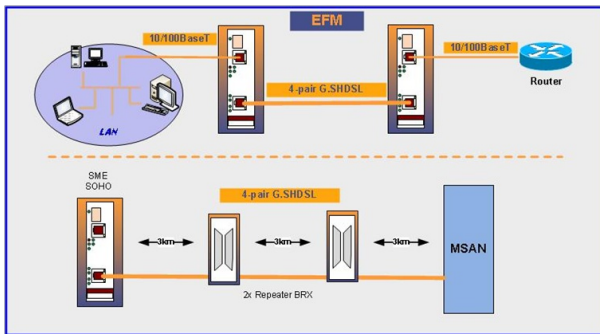 EFM
10/100BaseT
10/100BaseT
4-pair G.SHDSL
Router
LAN
SME
SOHO
4-pair G.SHDSL
3km
3km
3km
MSAN
2x Repeater BRX